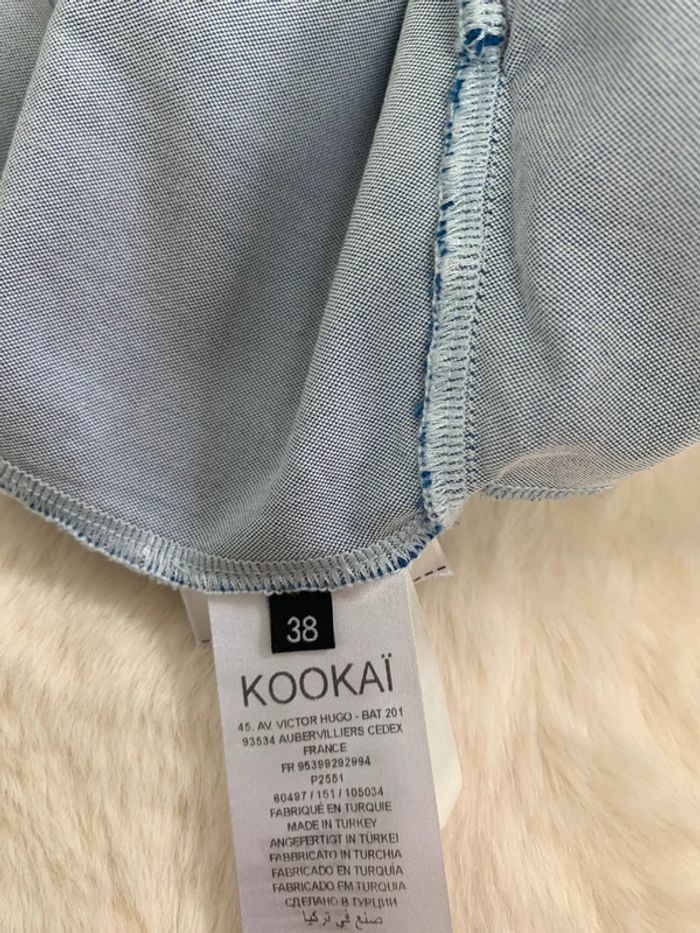 38
KOOKAÏ
45, AV. VICTOR HUGO - BAT 201
93534 AUBERVILLIERS CEDEX
FRANCE
FR 95399292994
P2551
60497 / 151 / 105034
FABRIQUÉ EN TURQUIE
MADE IN TURKEY
ANGEFERTIGT IN TÜRKEI
FABBRICATO IN TURCHIA
FABRICADO EN TURQUÍA
FABRICADO EM TURQUIA
СДЕЛАНО В ТУРЦИИ
صنع في تركيا